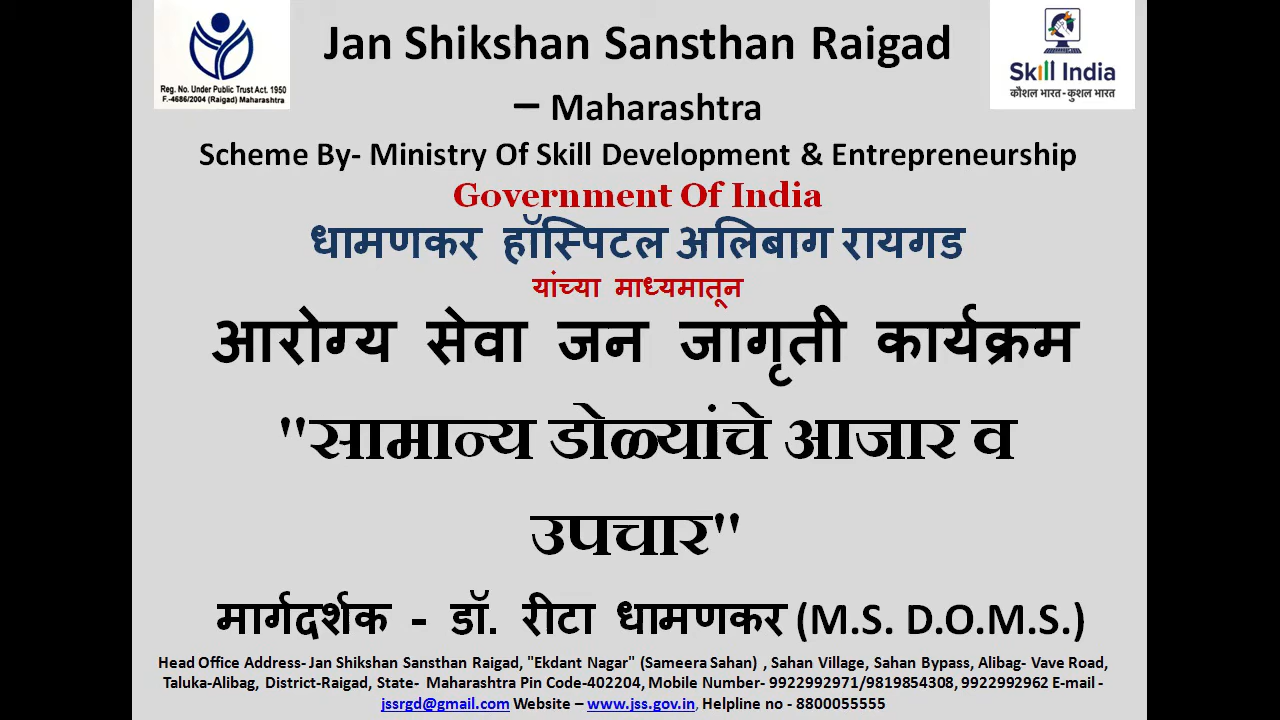 Jan Shikshan Sansthan Raigad
– Maharashtra
Reg. No. Under Public Trust Act. 1950
F.-4686/2004 (Raigad) Maharashtra
Skill India
कौशल भारत - कुशल भारत
Scheme By- Ministry Of Skill Development & Entrepreneurship
Government Of India
धामणकर हॉस्पिटल अलिबाग रायगड
यांच्या माध्यमातून
आरोग्य सेवा जन जागृती कार्यक्रम
"सामान्य डोळ्यांचे आजार व
उपचार"
मार्गदर्शक - डॉ. रीटा धामणकर (M.S. D.O.M.S.)
Head Office Address- Jan Shikshan Sansthan Raigad, "Ekdant Nagar" (Sameera Sahan) , Sahan Village, Sahan Bypass, Alibag- Vave Road,
Taluka-Alibag, District-Raigad, State- Maharashtra Pin Code-402204, Mobile Number- 9922992971/9819854308, 9922992962 E-mail -
jssrgd@gmail.com Website – www.jss.gov.in, Helpline no - 8800055555